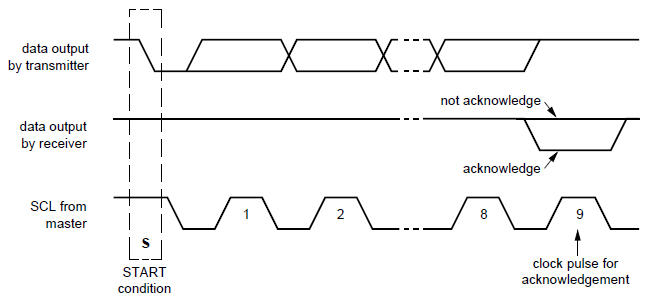 data output
by transmitter
not acknowledge
data output
by receiver
acknowledge
SCL from
master
1
2
8
9
S
START
condition
clock pulse for
acknowledgement